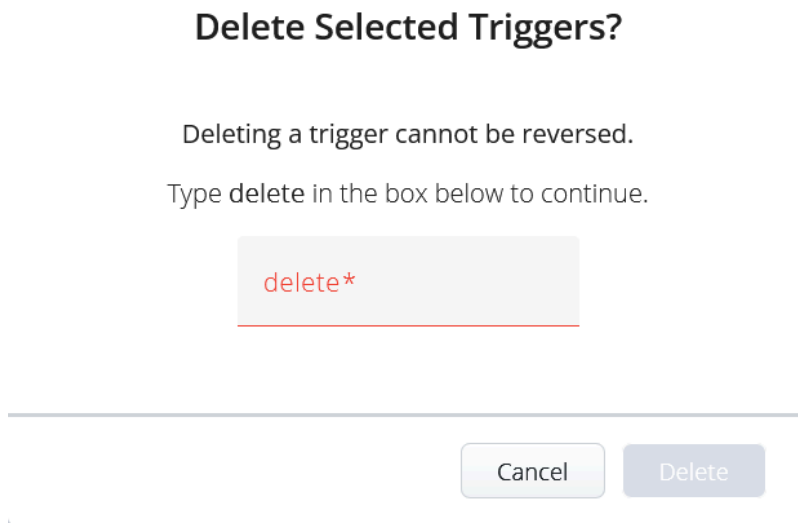 Delete Selected Triggers?
Deleting a trigger cannot be reversed.
Type delete in the box below to continue.
delete*
Cancel
Delete